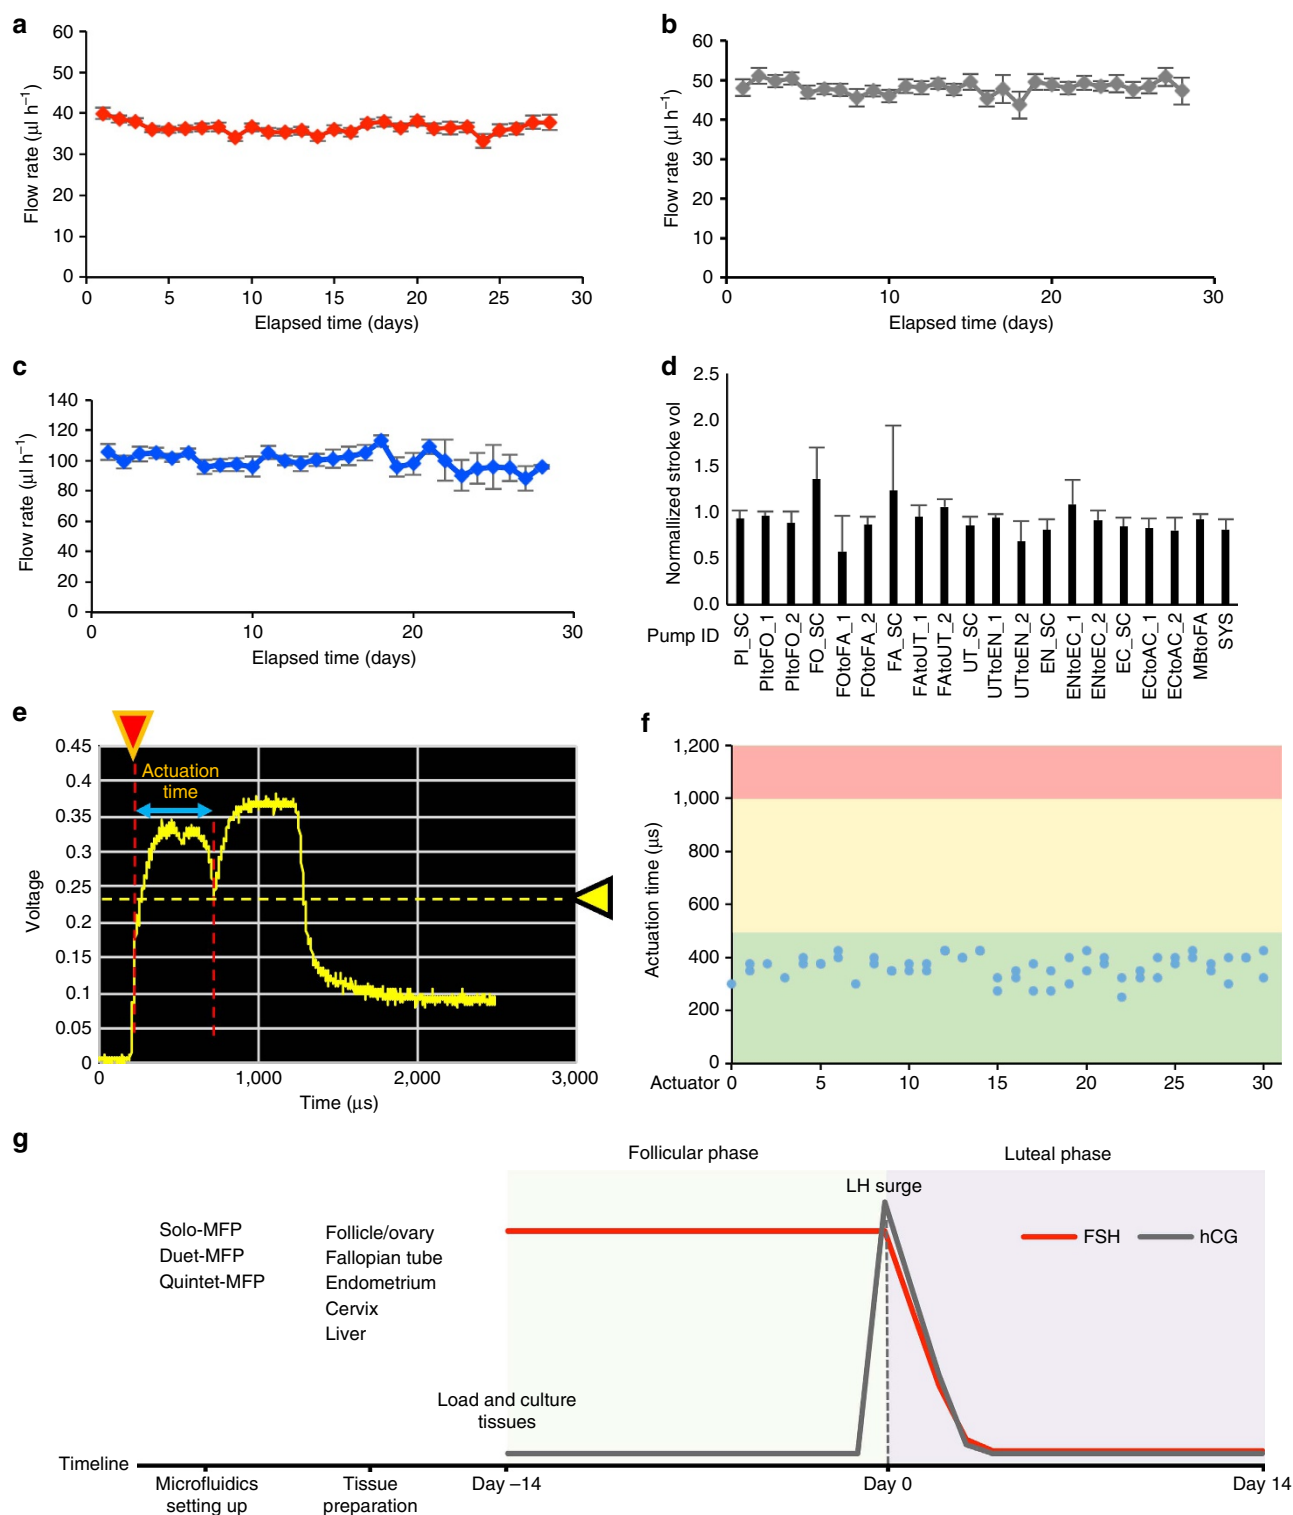 a
60
50
40
30
20
10
0
Flow rate (µl h⁻¹)
0 5 10 15 20 25 30
Elapsed time (days)
b
60
50
40
30
20
10
0
Flow rate (µl h⁻¹)
0 10 20 30
Elapsed time (days)
c
140
120
100
80
60
40
20
0
Flow rate (µl h⁻¹)
0 10 20 30
Elapsed time (days)
d
2.5
2.0
1.5
1.0
0.5
0.0
Normallized stroke vol
Pump ID
PI_SC
PItoFO_1
PItoFO_2
FO_SC
FOtoFA_1
FOtoFA_2
FA_SC
FAtoUT_1
FAtoUT_2
UT_SC
UTtoEN_1
UTtoEN_2
EN_SC
ENtoEC_1
ENtoEC_2
EC_SC
ECtoAC_1
ECtoAC_2
MBtoFA
SYS
e
0.45
0.4
0.35
0.3
0.25
0.2
0.15
0.1
0.05
0
Voltage
Actuation
time
0 1,000 2,000 3,000
Time (µs)
f
1,200
1,000
800
600
400
200
0
Actuation time (µs)
Actuator 0 5 10 15 20 25 30
g
Follicular phase
Luteal phase
LH surge
FSH
hCG
Solo-MFP
Duet-MFP
Quintet-MFP
Follicle/ovary
Fallopian tube
Endometrium
Cervix
Liver
Load and culture
tissues
Timeline
Microfluidics
setting up
Tissue
preparation
Day –14
Day 0
Day 14